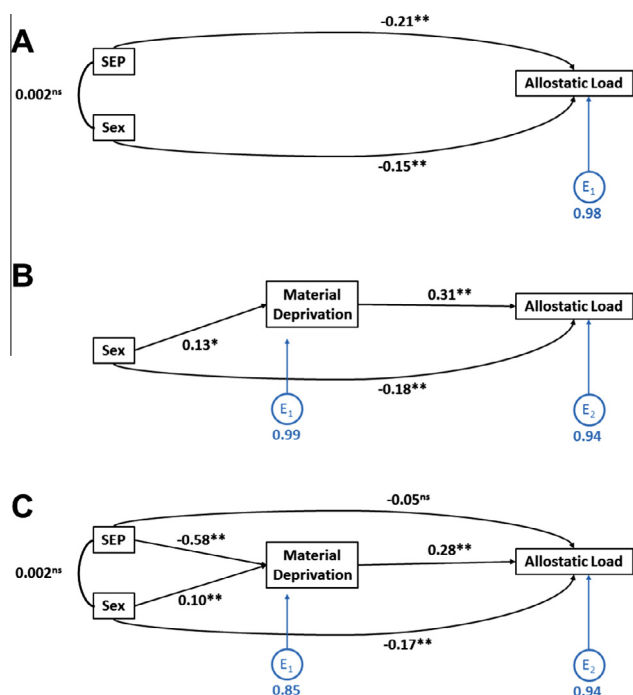 A
-0.21**
SEP
Allostatic Load
0.002ns
Sex
-0.15**
E1
0.98
B
Material
Deprivation
0.31**
Allostatic Load
Sex
0.13*
-0.18**
E1
0.99
E2
0.94
C
-0.05ns
SEP
-0.58**
Material
Deprivation
0.28**
Allostatic Load
0.002ns
Sex
0.10**
-0.17**
E1
0.85
E2
0.94